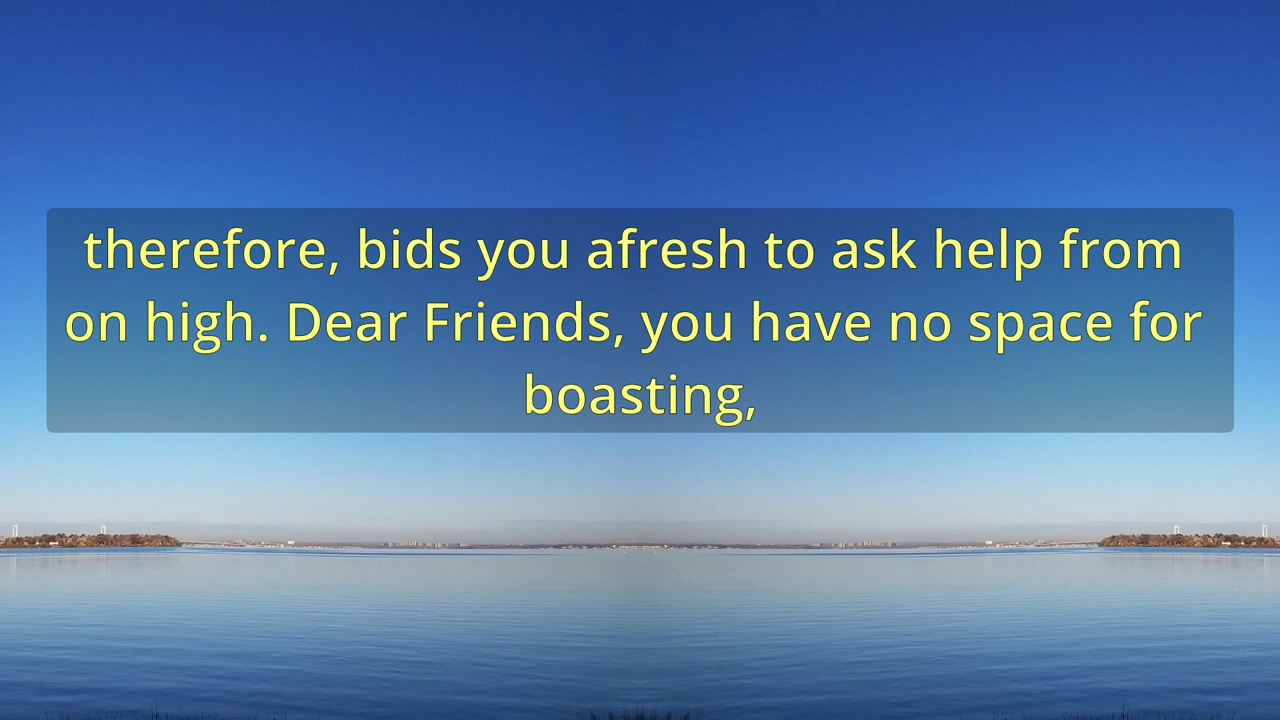 therefore, bids you afresh to ask help from
on high. Dear Friends, you have no space for
boasting,